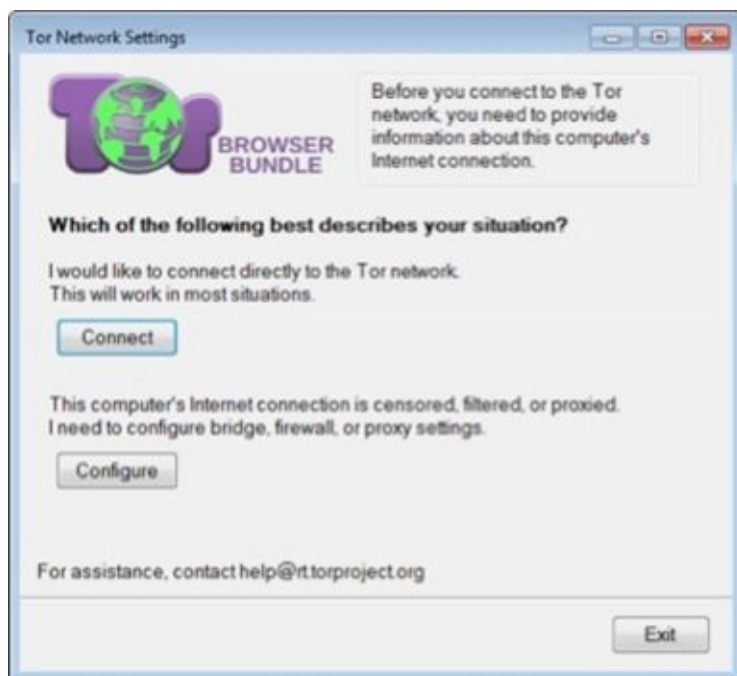 Tor Network Settings
Tor
BROWSER
BUNDLE
Before you connect to the Tor
network, you need to provide
information about this computer's
Internet connection.
Which of the following best describes your situation?
I would like to connect directly to the Tor network.
This will work in most situations.
Connect
This computer's Internet connection is censored, filtered, or proxied.
I need to configure bridge, firewall, or proxy settings.
Configure
For assistance, contact help@rt.torproject.org
Exit